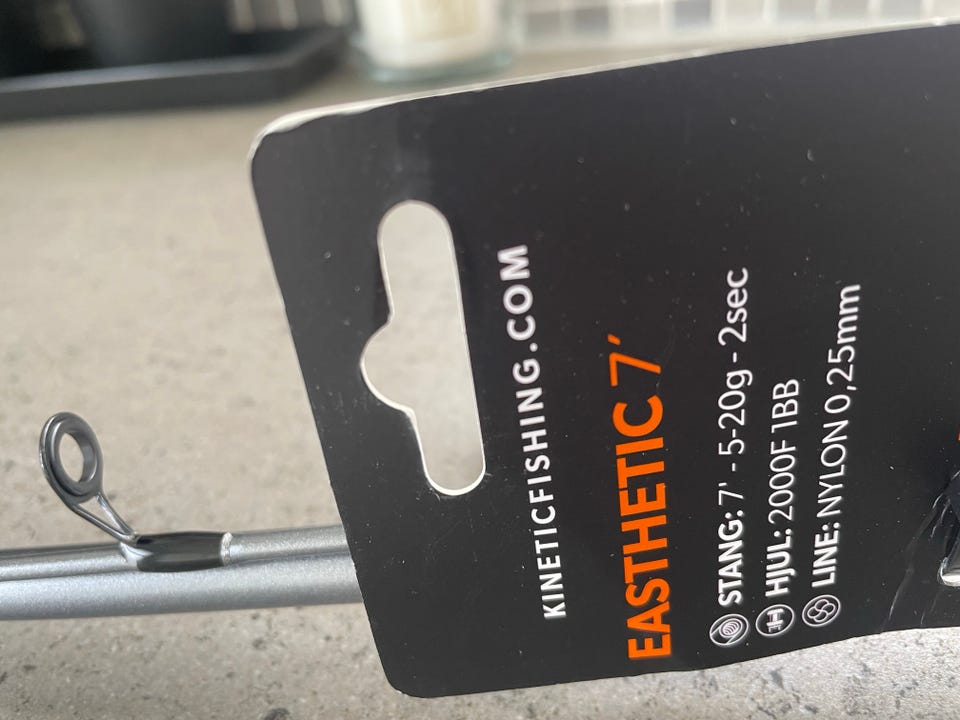 KINETICFISHING.COM
EASTHETIC 7'
STANG: 7' - 5-20g - 2sec
HJUL: 2000F 1BB
LINE: NYLON 0,25mm